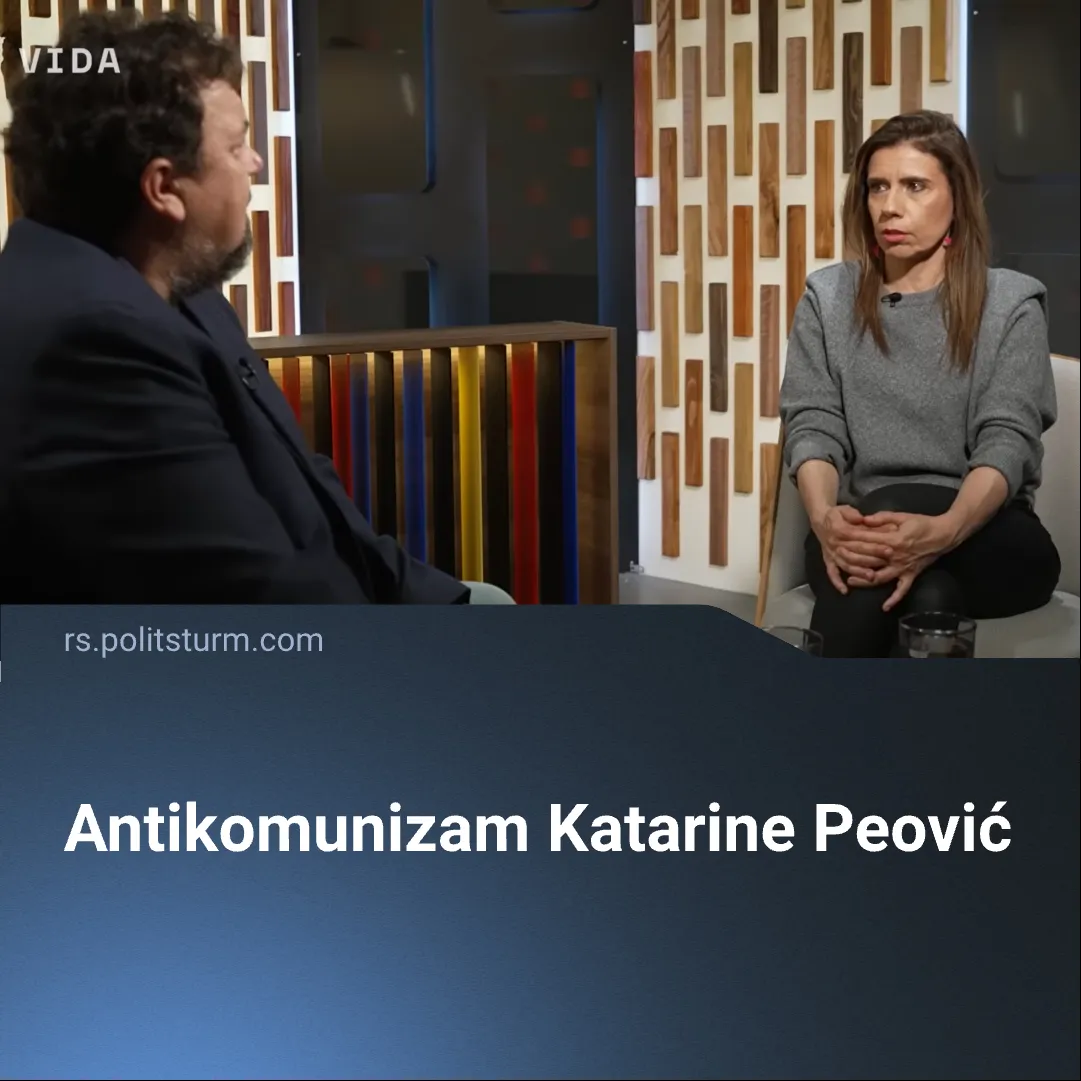 VIDA
rs.politsturm.com
Antikomunizam Katarine Peović